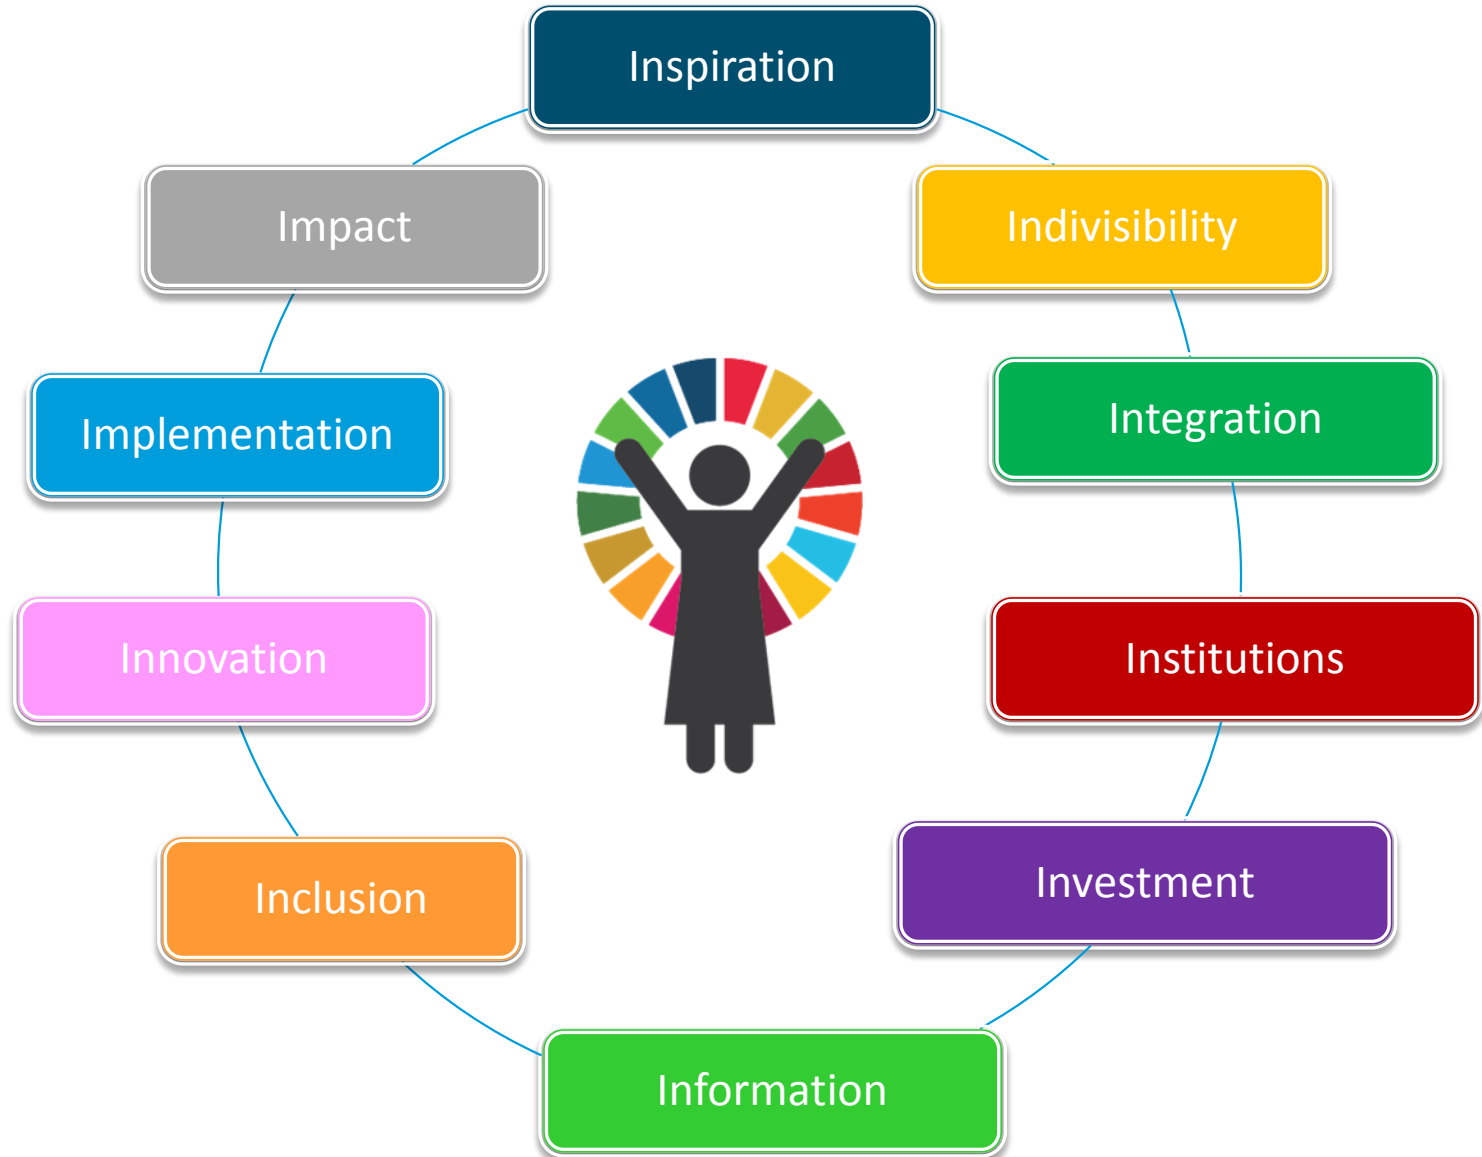 Inspiration
Indivisibility
Integration
Institutions
Investment
Information
Inclusion
Innovation
Implementation
Impact